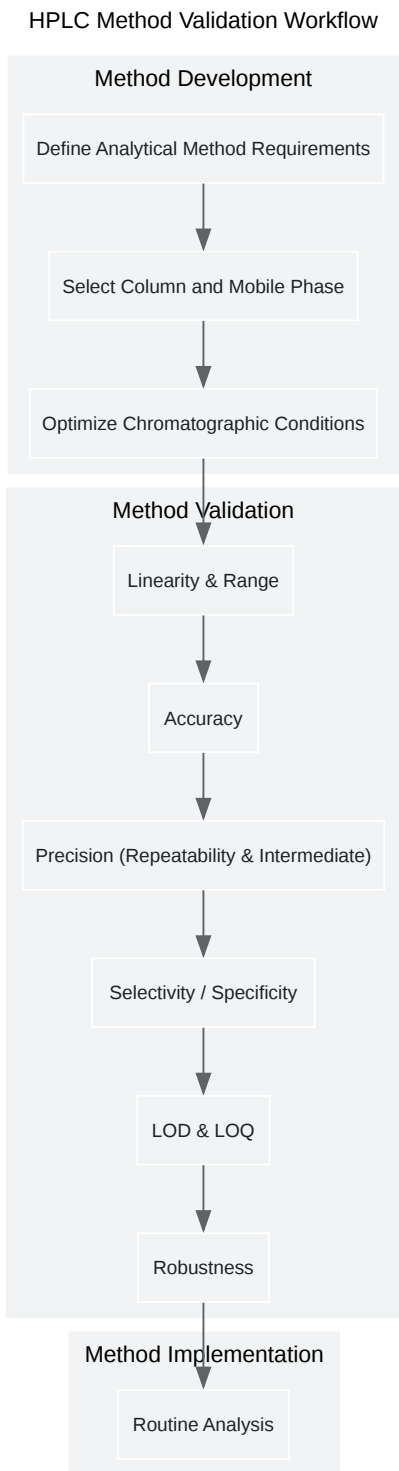 HPLC Method Validation Workflow
Method Development
Define Analytical Method Requirements
Select Column and Mobile Phase
Optimize Chromatographic Conditions
Method Validation
Linearity & Range
Accuracy
Precision (Repeatability & Intermediate)
Selectivity / Specificity
LOD & LOQ
Robustness
Method Implementation
Routine Analysis